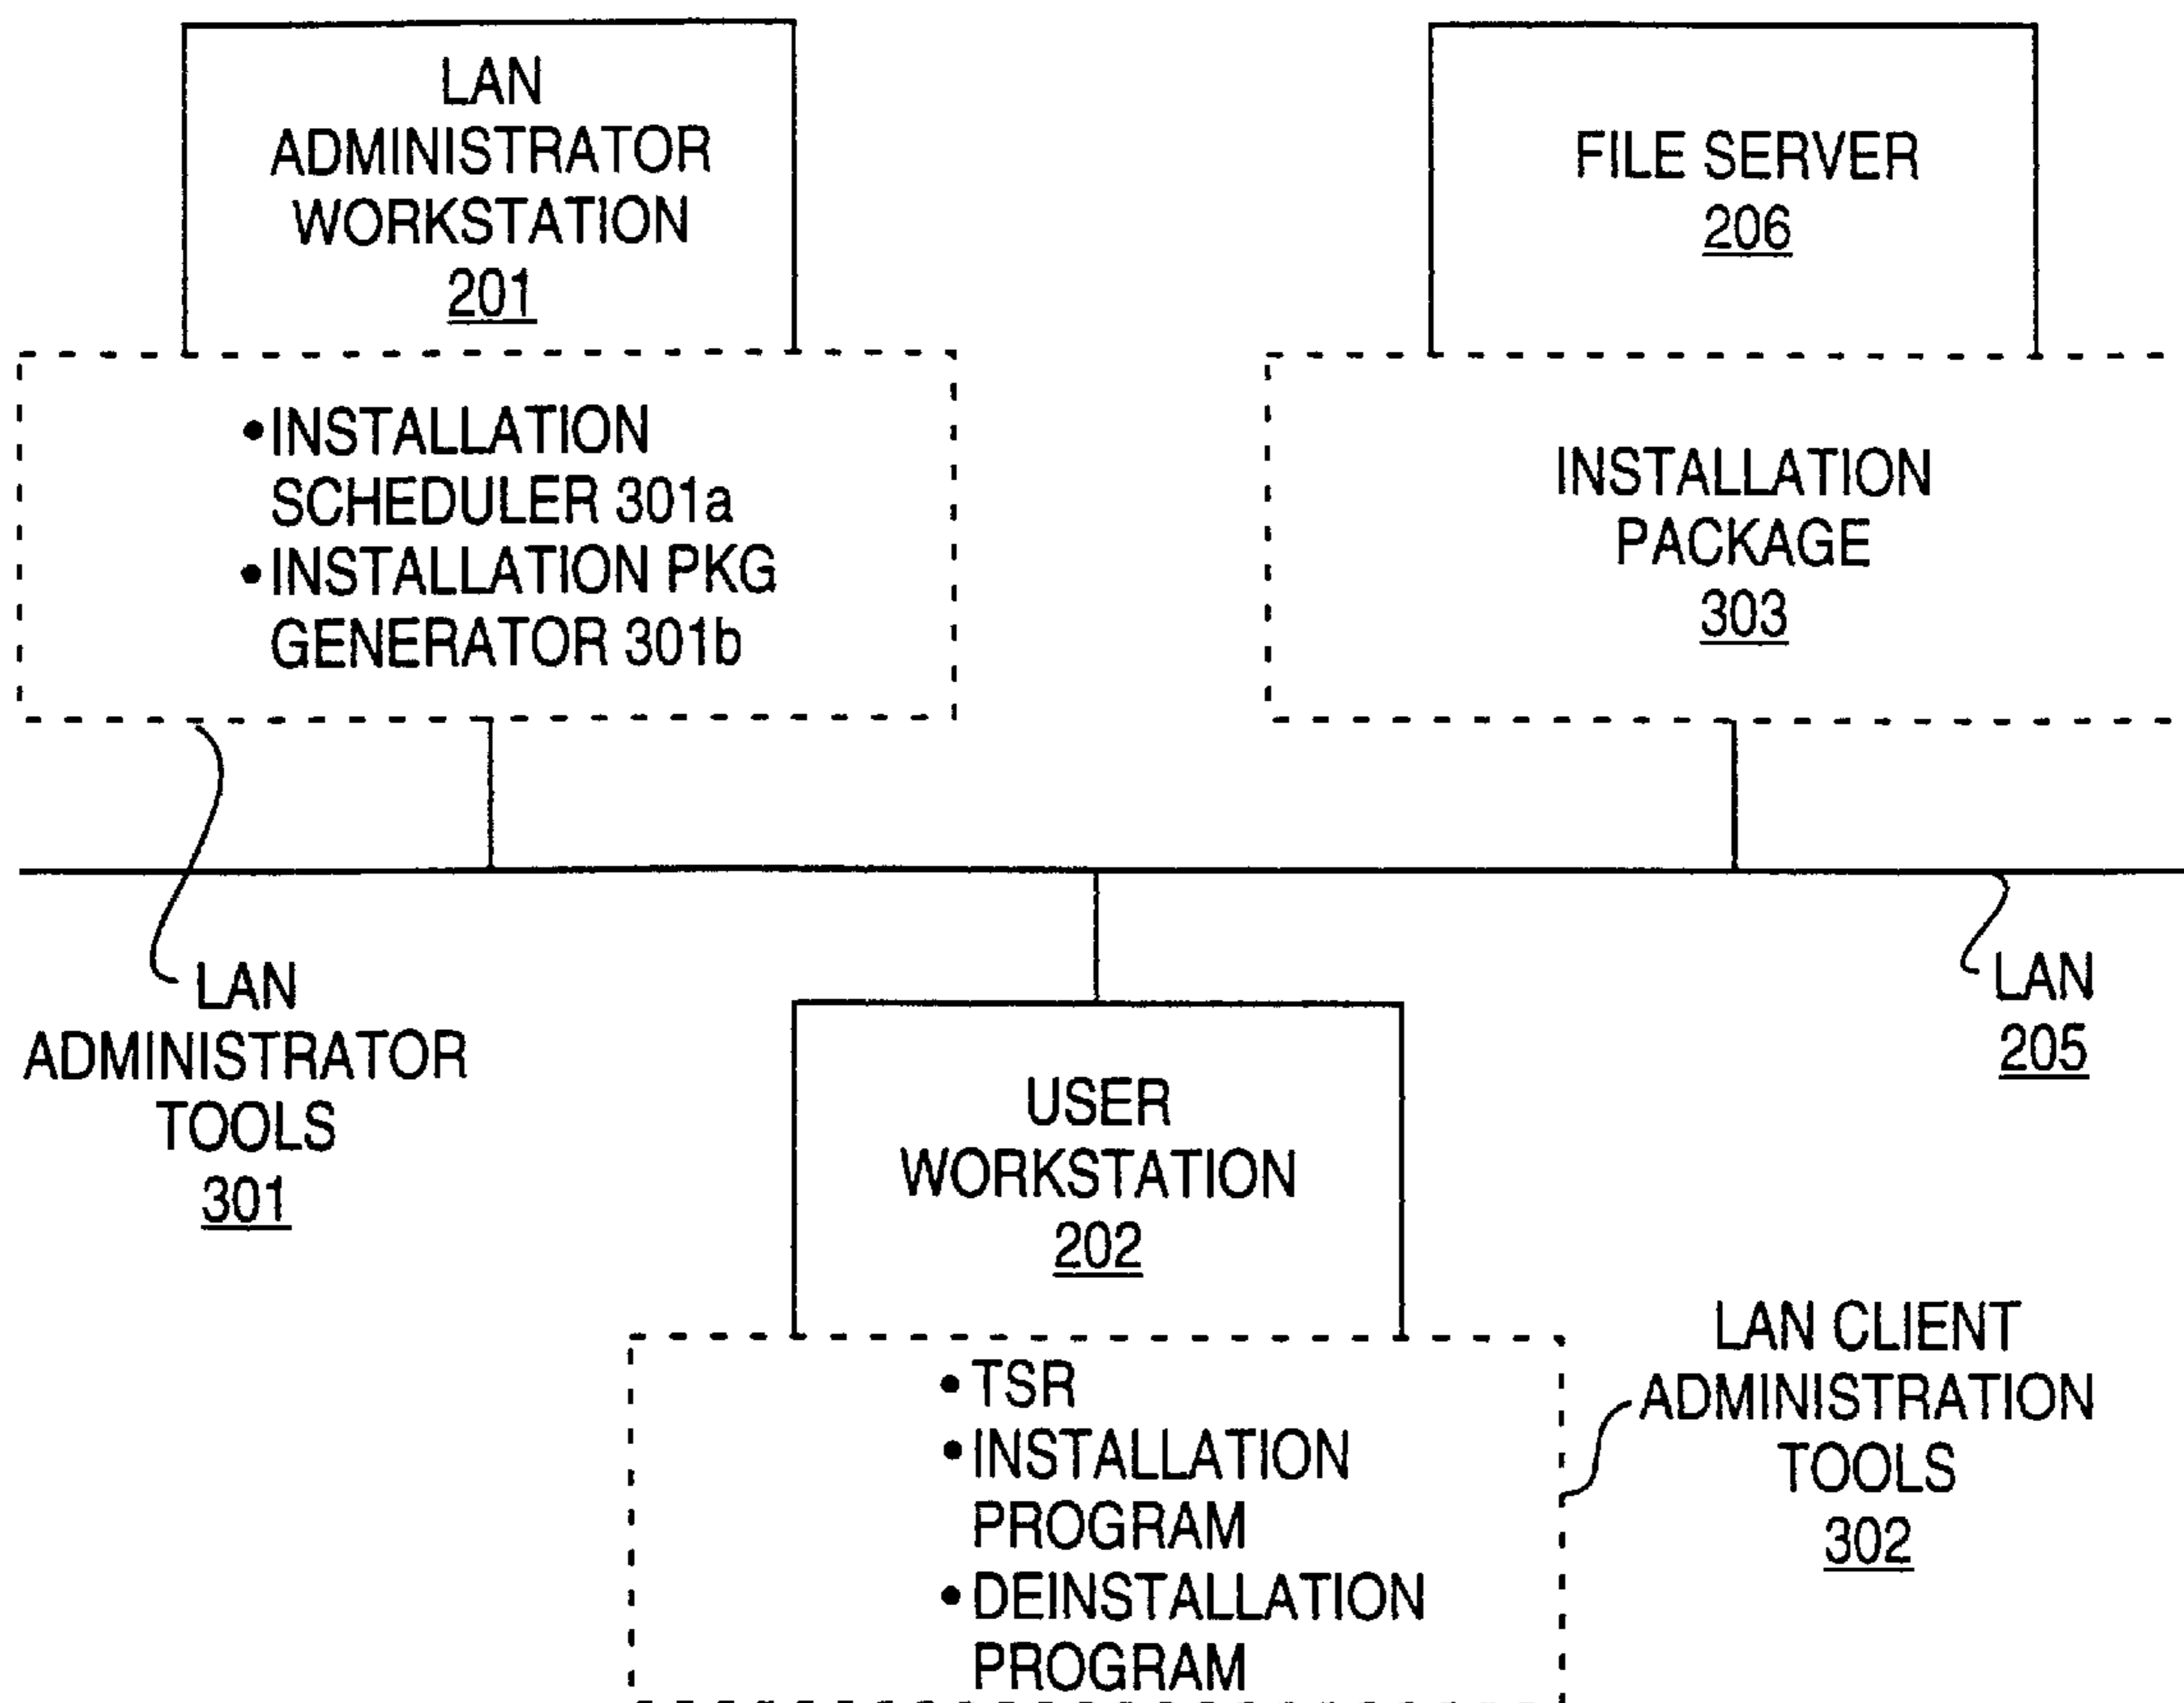 LAN
ADMINISTRATOR
WORKSTATION
201
FILE SERVER
206
•INSTALLATION
SCHEDULER 301a
•INSTALLATION PKG
GENERATOR 301b
INSTALLATION
PACKAGE
303
LAN
ADMINISTRATOR
TOOLS
301
LAN
205
USER
WORKSTATION
202
•TSR
•INSTALLATION
PROGRAM
•DEINSTALLATION
PROGRAM
LAN CLIENT
ADMINISTRATION
TOOLS
302